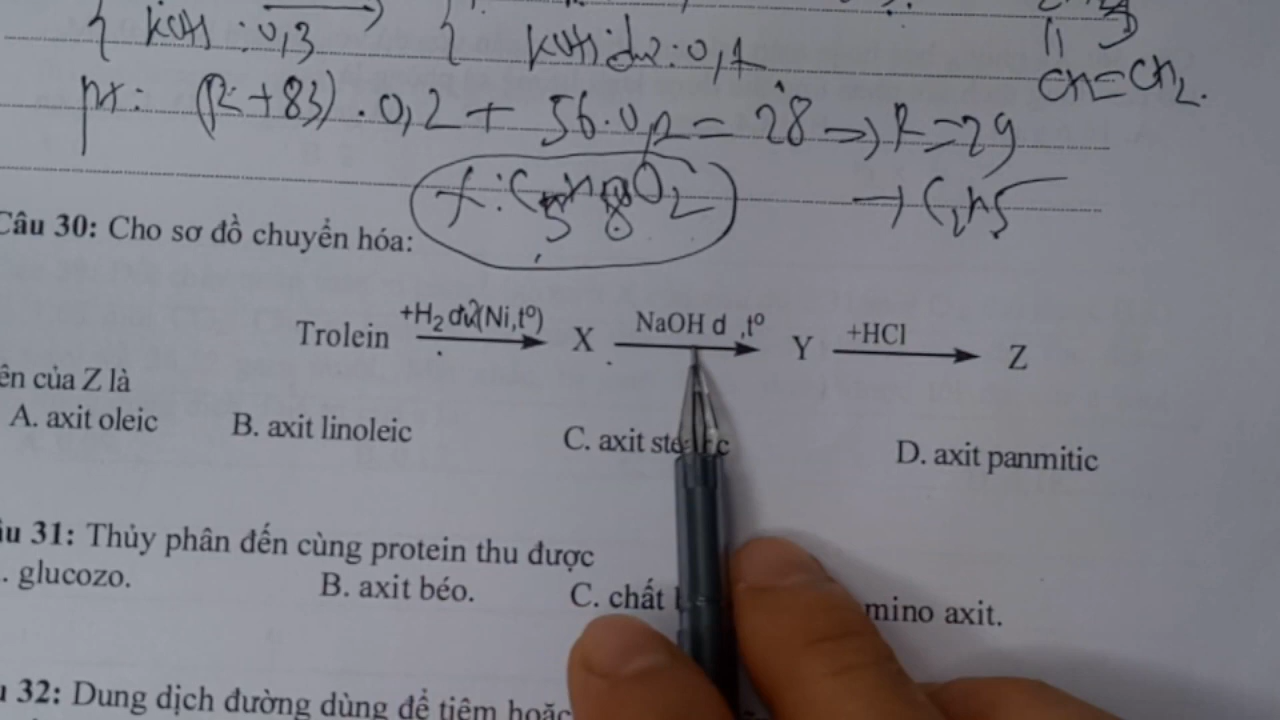 KOH : 0,3 KOH dư : 0,1
CH=CH2.
pt: (R+83) . 0,2 + 56.0,1 = 28 → R=29
X : C5H8O2 → C2H5
Câu 30: Cho sơ đồ chuyển hóa:
Trolein +H2 dư(Ni,tº) X NaOH d ,tº Y +HCl Z
ên của Z là
A. axit oleic B. axit linoleic C. axit stearic D. axit panmitic
âu 31: Thủy phân đến cùng protein thu được
. glucozo. B. axit béo. C. chất mino axit.
u 32: Dung dịch đường dùng để tiêm hoặc